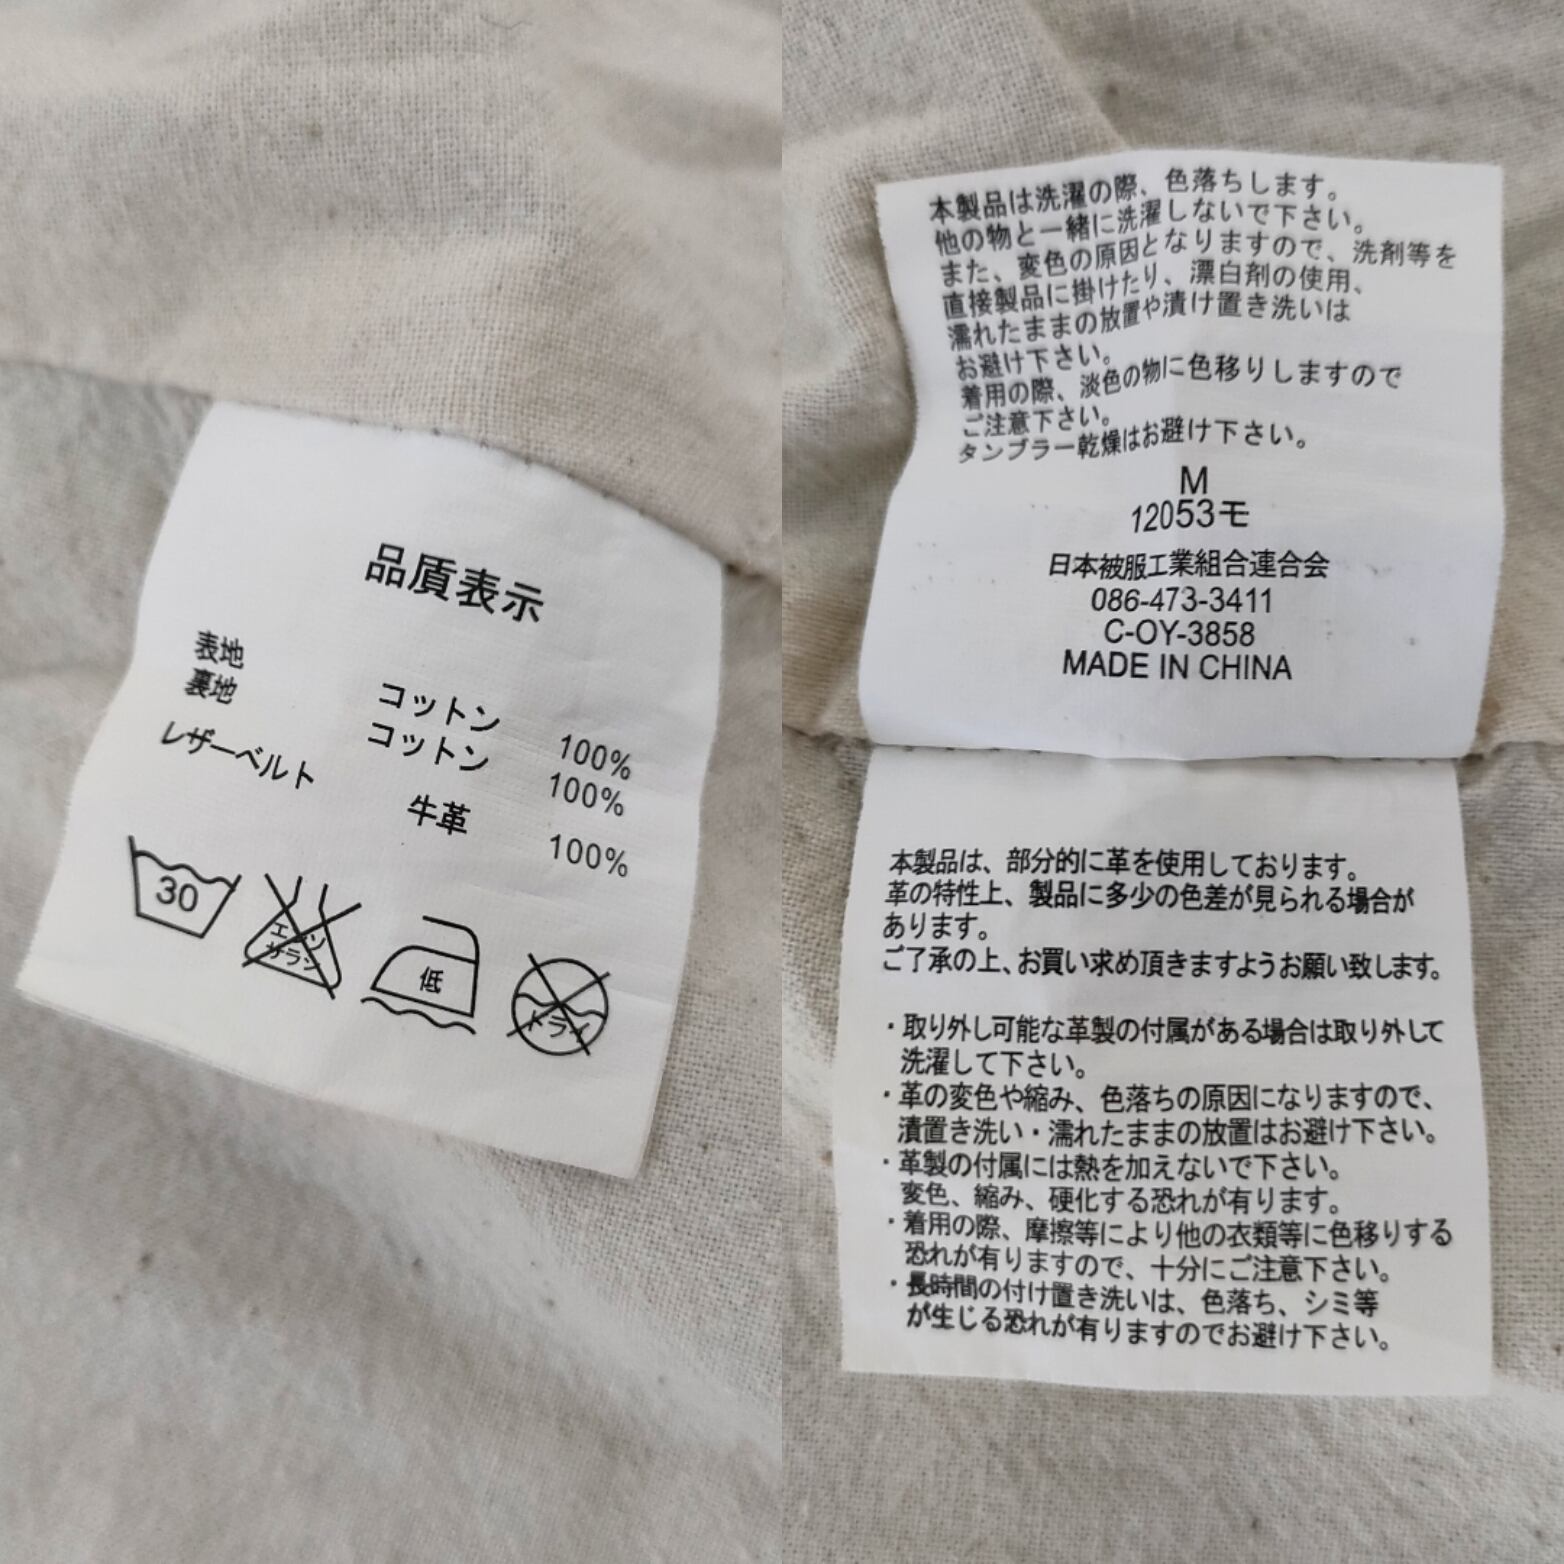 品質表示
表地 コットン 100%
裏地 コットン 100%
レザーベルト 牛革 100%
30
エンソ
サラシ
低
ドライ
本製品は洗濯の際、色落ちします。
他の物と一緒に洗濯しないで下さい。
また、変色の原因となりますので、洗剤等を
直接製品に掛けたり、漂白剤の使用、
濡れたままの放置や漬け置き洗いは
お避け下さい。
着用の際、淡色の物に色移りしますので
ご注意下さい。
タンブラー乾燥はお避け下さい。
M
12053モ
日本被服工業組合連合会
086-473-3411
C-OY-3858
MADE IN CHINA
本製品は、部分的に革を使用しております。
革の特性上、製品に多少の色差が見られる場合が
あります。
ご了承の上、お買い求め頂きますようお願い致します。
・取り外し可能な革製の付属がある場合は取り外して
洗濯して下さい。
・革の変色や縮み、色落ちの原因になりますので、
漬置き洗い・濡れたままの放置はお避け下さい。
・革製の付属には熱を加えないで下さい。
変色、縮み、硬化する恐れが有ります。
・着用の際、摩擦等により他の衣類等に色移りする
恐れが有りますので、十分にご注意下さい。
・長時間の付け置き洗いは、色落ち、シミ等
が生じる恐れが有りますのでお避け下さい。